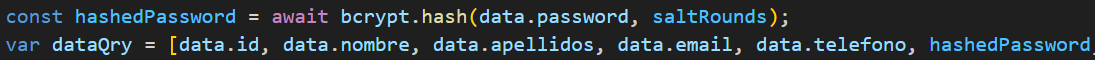 const hashedPassword = await bcrypt.hash(data.password, saltRounds);
var dataQry = [data.id, data.nombre, data.apellidos, data.email, data.telefono, hashedPassword,